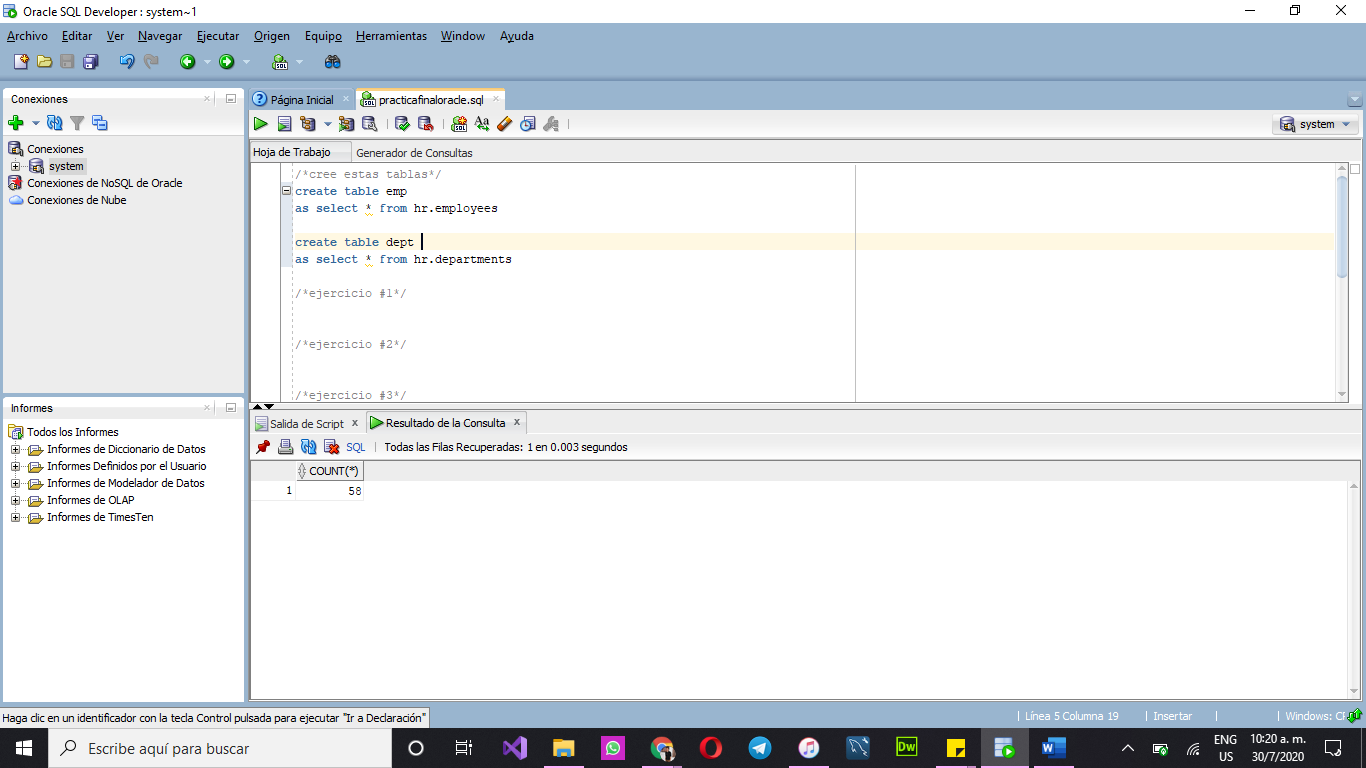 Oracle SQL Developer : system~1
Archivo Editar Ver Navegar Ejecutar Origen Equipo Herramientas Window Ayuda
Conexiones
Conexiones
system
Conexiones de NoSQL de Oracle
Conexiones de Nube
Informes
Todos los Informes
Informes de Diccionario de Datos
Informes Definidos por el Usuario
Informes de Modelador de Datos
Informes de OLAP
Informes de TimesTen
Página Inicial practicafinaloracle.sql
system
Hoja de Trabajo Generador de Consultas
/*cree estas tablas*/
create table emp
as select * from hr.employees
create table dept
as select * from hr.departments
/*ejercicio #1*/
/*ejercicio #2*/
/*ejercicio #3*/
Salida de Script x Resultado de la Consulta x
SQL | Todas las Filas Recuperadas: 1 en 0.003 segundos
COUNT(*)
1 58
Haga clic en un identificador con la tecla Control pulsada para ejecutar "Ir a Declaración"
Línea 5 Columna 19 Insertar Windows:
Escribe aquí para buscar
Dw
W
ENG
US
10:20 a. m.
30/7/2020